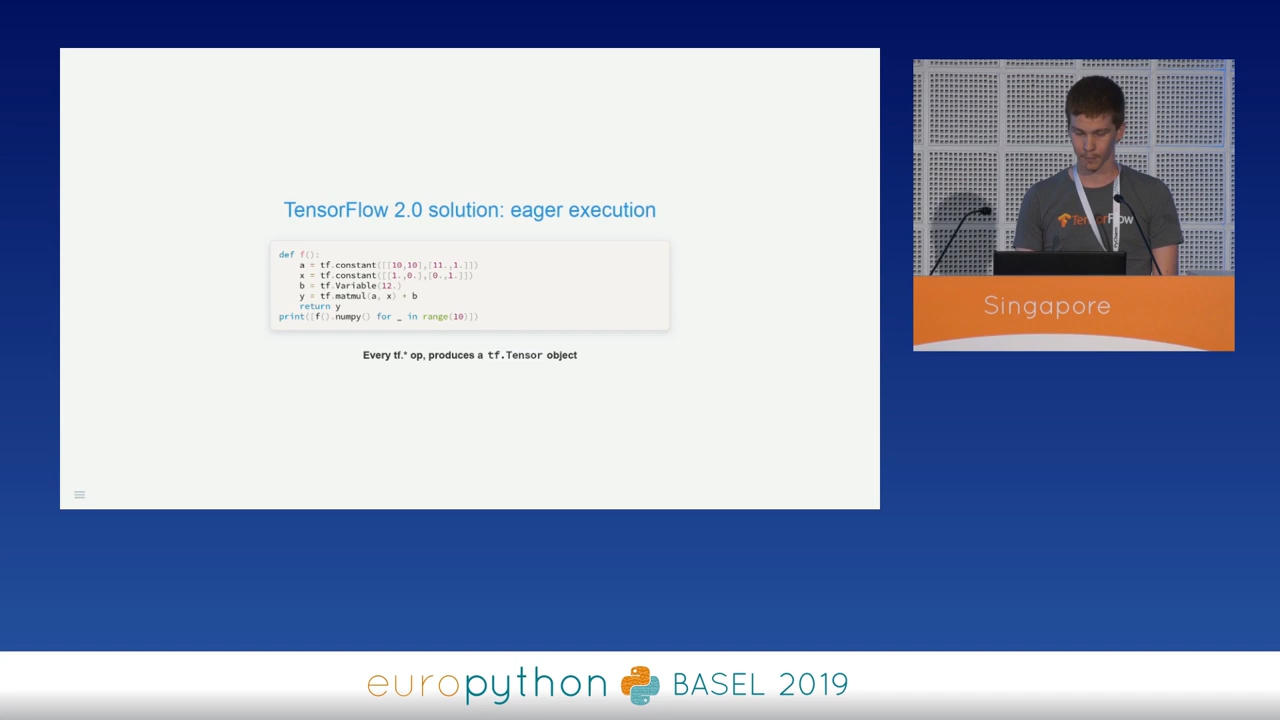 TensorFlow 2.0 solution: eager execution
def f():
    a = tf.constant([[10,10],[11.,1.]])
    x = tf.constant([[1.,0.],[0.,1.]])
    b = tf.Variable(12.)
    y = tf.matmul(a, x) + b
    return y
print([f().numpy() for _ in range(10)])
Every tf.* op, produces a tf.Tensor object
TensorFlow
Singapore
europython BASEL 2019